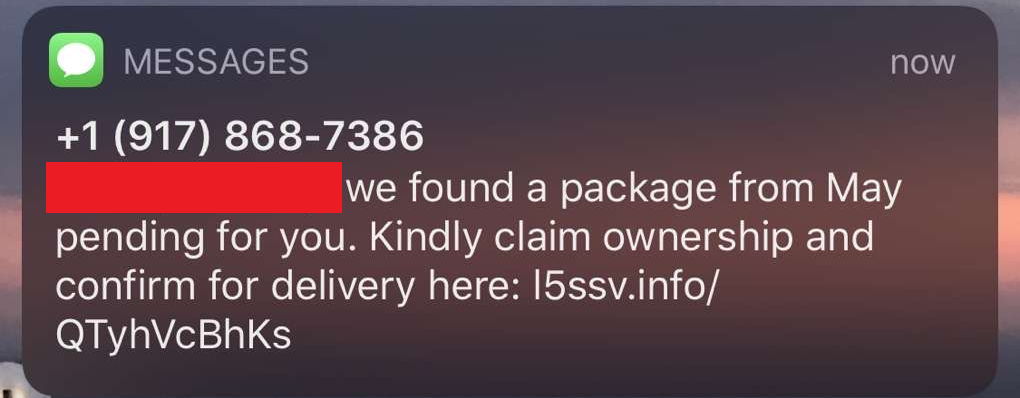 MESSAGES
now
+1 (917) 868-7386
we found a package from May
pending for you. Kindly claim ownership and
confirm for delivery here: l5ssv.info/
QTyhVcBhKs